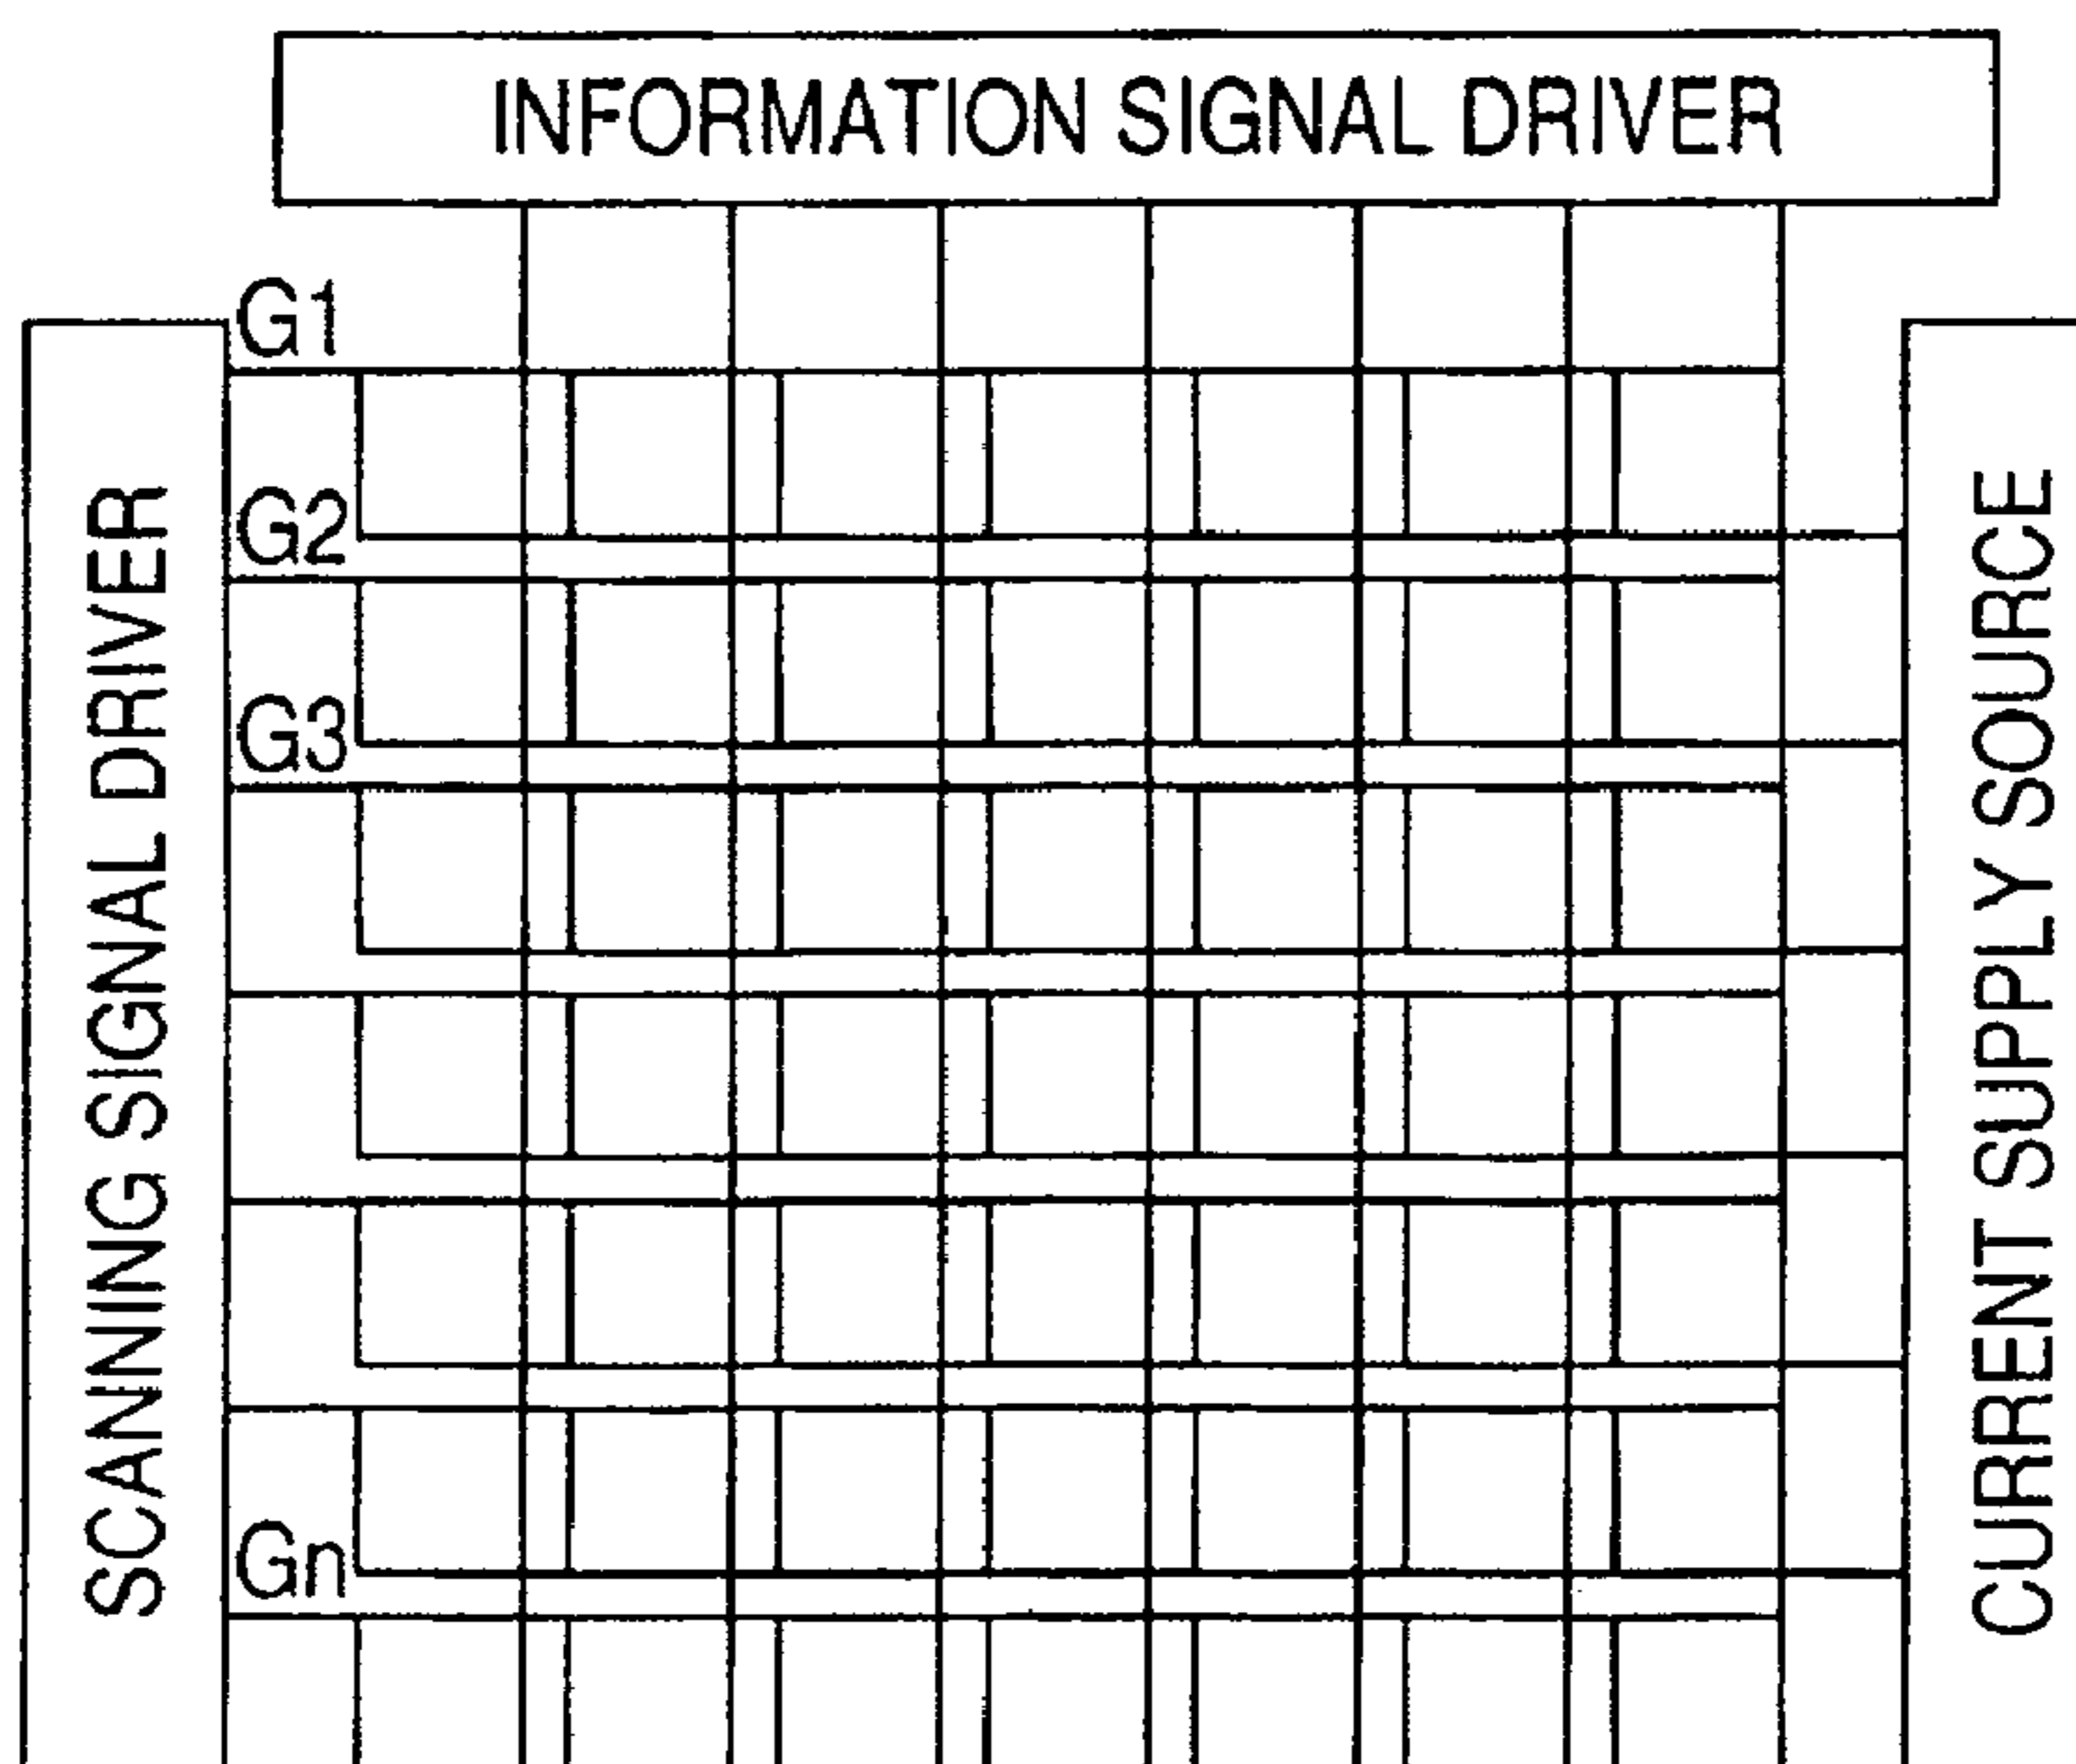 INFORMATION SIGNAL DRIVER
G1
G2
G3
Gn
SCANNING SIGNAL DRIVER
CURRENT SUPPLY SOURCE